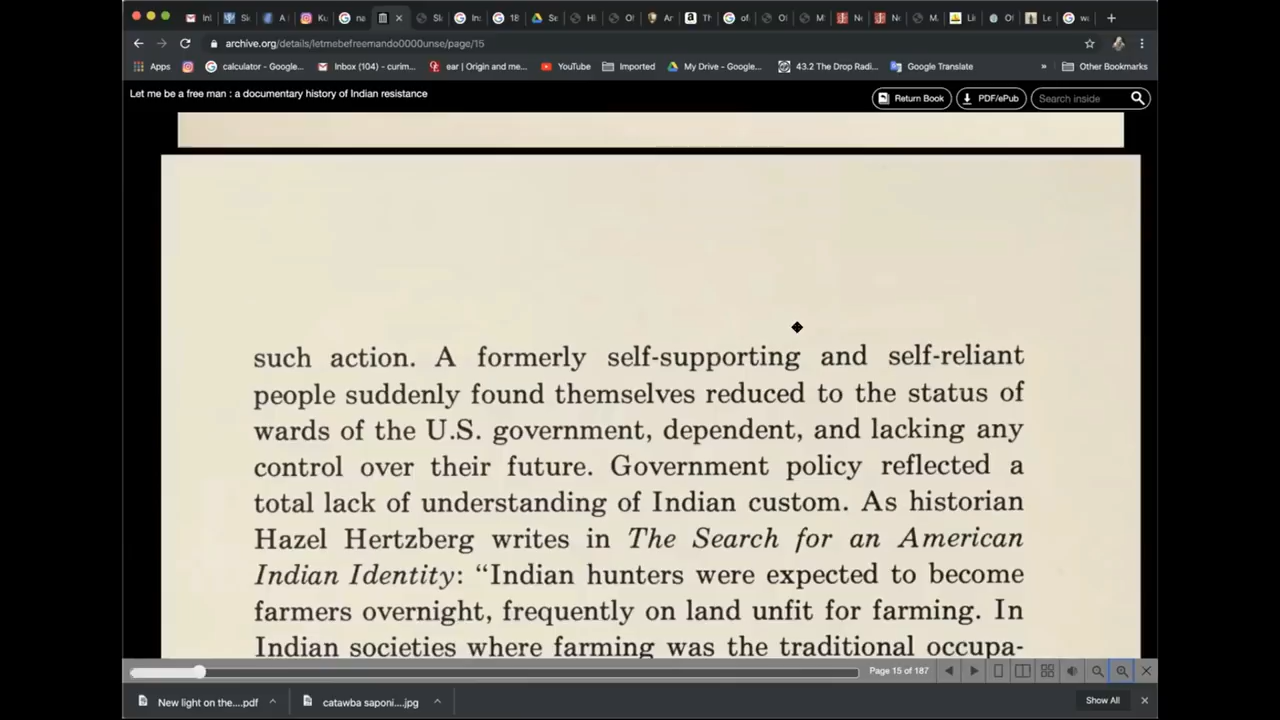 archive.org/details/letmebefreemando0000unse/page/15
Apps
calculator - Google...
Inbox (104) - curim...
ear | Origin and me...
YouTube
Imported
My Drive - Google...
43.2 The Drop Radi...
Google Translate
»
Other Bookmarks
Let me be a free man : a documentary history of Indian resistance
Return Book
PDF/ePub
Search inside
such action. A formerly self-supporting and self-reliant
people suddenly found themselves reduced to the status of
wards of the U.S. government, dependent, and lacking any
control over their future. Government policy reflected a
total lack of understanding of Indian custom. As historian
Hazel Hertzberg writes in The Search for an American
Indian Identity: “Indian hunters were expected to become
farmers overnight, frequently on land unfit for farming. In
Indian societies where farming was the traditional occupa-
Page 15 of 187
New light on the....pdf
catawba saponi....jpg
Show All